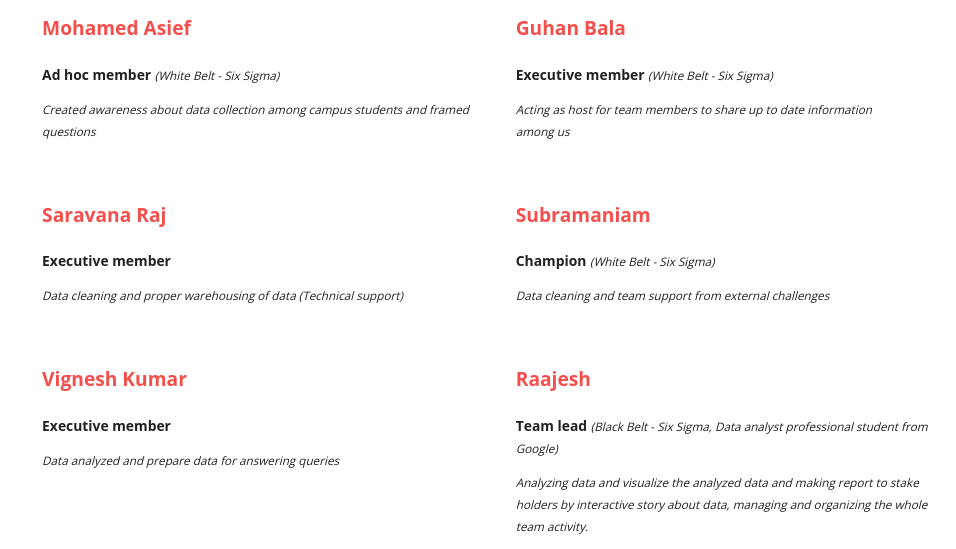 Mohamed Asief
Ad hoc member (White Belt - Six Sigma)
Created awareness about data collection among campus students and framed
questions
Guhan Bala
Executive member (White Belt - Six Sigma)
Acting as host for team members to share up to date information
among us
Saravana Raj
Executive member
Data cleaning and proper warehousing of data (Technical support)
Subramaniam
Champion (White Belt - Six Sigma)
Data cleaning and team support from external challenges
Vignesh Kumar
Executive member
Data analyzed and prepare data for answering queries
Raajesh
Team lead (Black Belt - Six Sigma, Data analyst professional student from
Google)
Analyzing data and visualize the analyzed data and making report to stake
holders by interactive story about data, managing and organizing the whole
team activity.